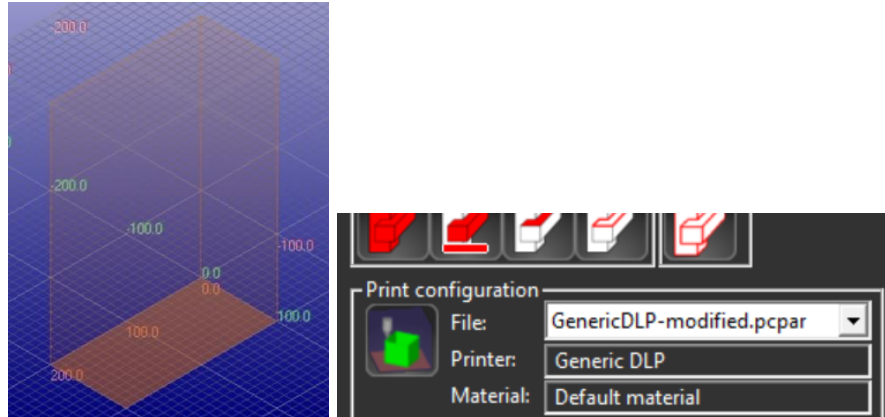 -200.0
-200.0
-100.0
-100.0
0.0
0.0
100.0
100.0
200.0
Print configuration
File: GenericDLP-modified.pcpar
Printer: Generic DLP
Material: Default material